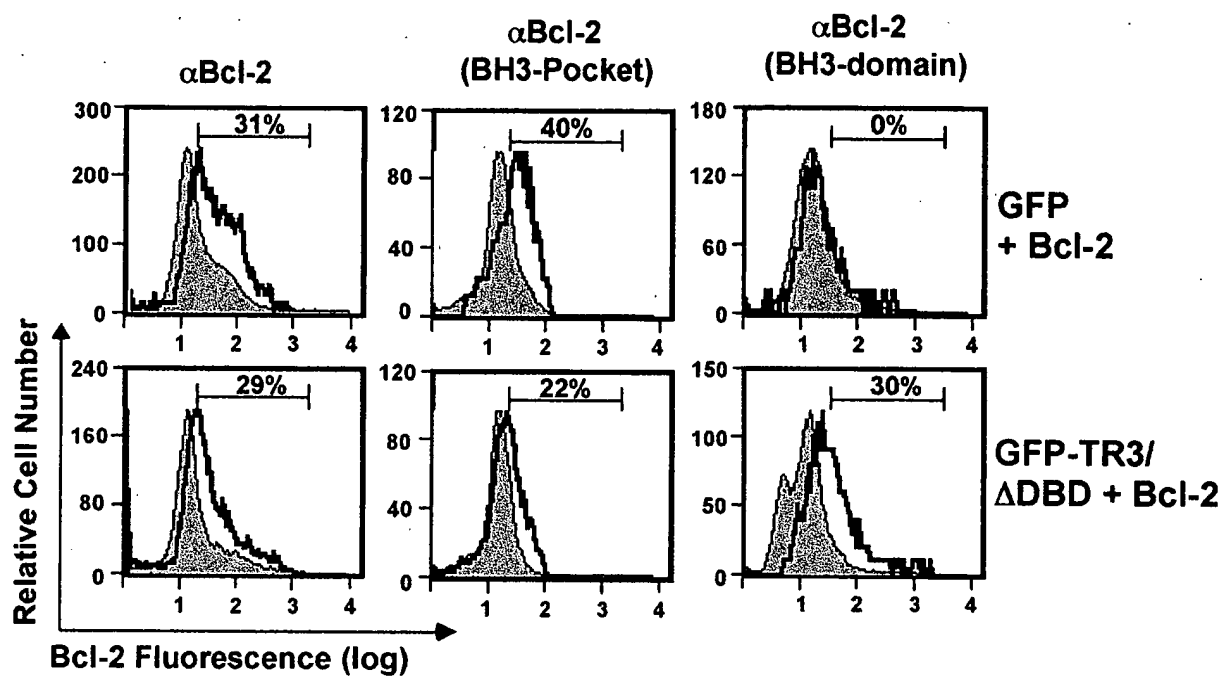 αBcl-2
αBcl-2
(BH3-Pocket)
αBcl-2
(BH3-domain)
300
200
100
0
31%
1 2 3 4
120
80
40
0
40%
1 2 3 4
180
120
60
0
0%
1 2 3 4
GFP
+ Bcl-2
240
160
80
0
29%
1 2 3 4
120
80
40
0
22%
1 2 3 4
150
100
50
0
30%
1 2 3 4
GFP-TR3/
ΔDBD + Bcl-2
Relative Cell Number
Bcl-2 Fluorescence (log)